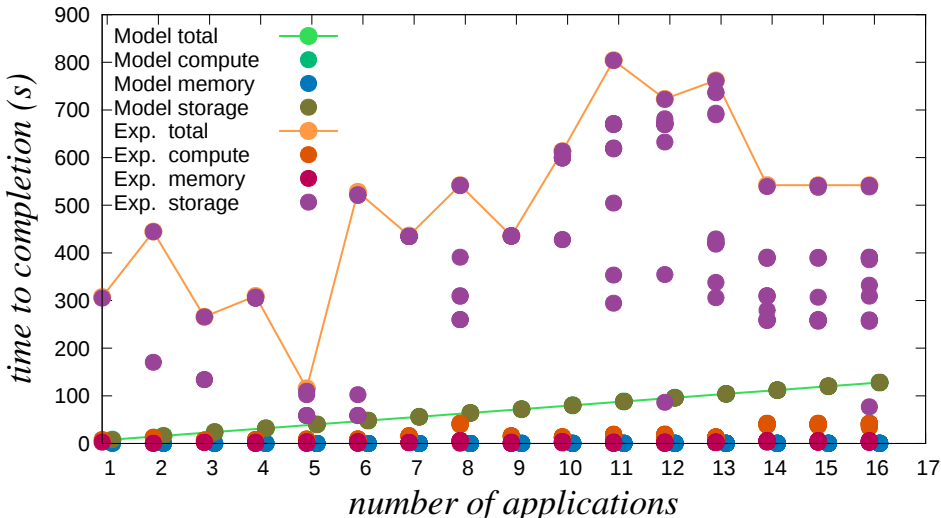 900
800
700
600
500
400
300
200
100
0
time to completion (s)
Model total
Model compute
Model memory
Model storage
Exp. total
Exp. compute
Exp. memory
Exp. storage
1 2 3 4 5 6 7 8 9 10 11 12 13 14 15 16 17
number of applications